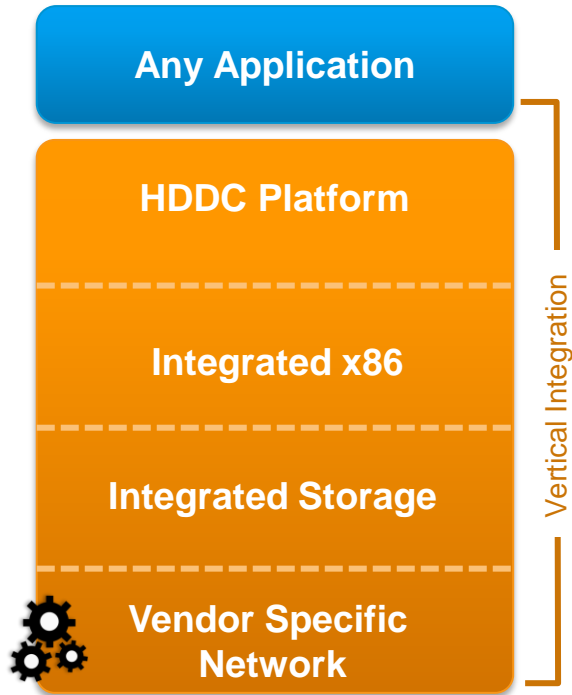 Any Application
HDDC Platform
Integrated x86
Integrated Storage
Vendor Specific
Network
Vertical Integration